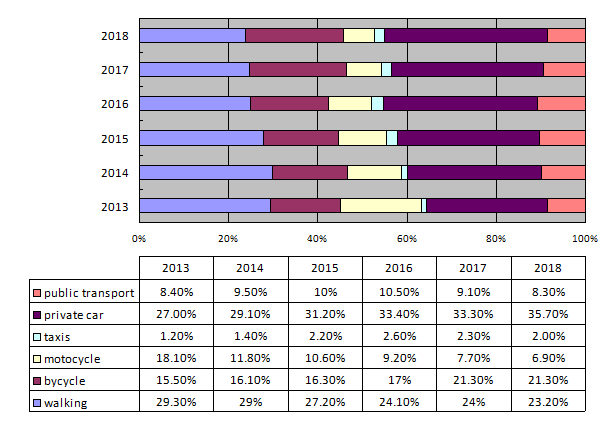 2018
2017
2016
2015
2014
2013
0% 20% 40% 60% 80% 100%
2013 2014 2015 2016 2017 2018
public transport 8.40% 9.50% 10% 10.50% 9.10% 8.30%
private car 27.00% 29.10% 31.20% 33.40% 33.30% 35.70%
taxis 1.20% 1.40% 2.20% 2.60% 2.30% 2.00%
motocycle 18.10% 11.80% 10.60% 9.20% 7.70% 6.90%
bycycle 15.50% 16.10% 16.30% 17% 21.30% 21.30%
walking 29.30% 29% 27.20% 24.10% 24% 23.20%